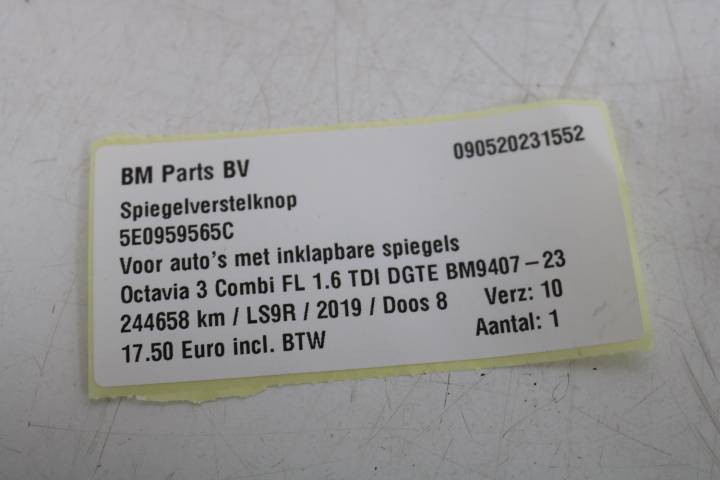 BM Parts BV 090520231552
Spiegelverstelknop
5E0959565C
Voor auto's met inklapbare spiegels
Octavia 3 Combi FL 1.6 TDI DGTE BM9407-23
244658 km / LS9R / 2019 / Doos 8 Verz: 10
17.50 Euro incl. BTW Aantal: 1